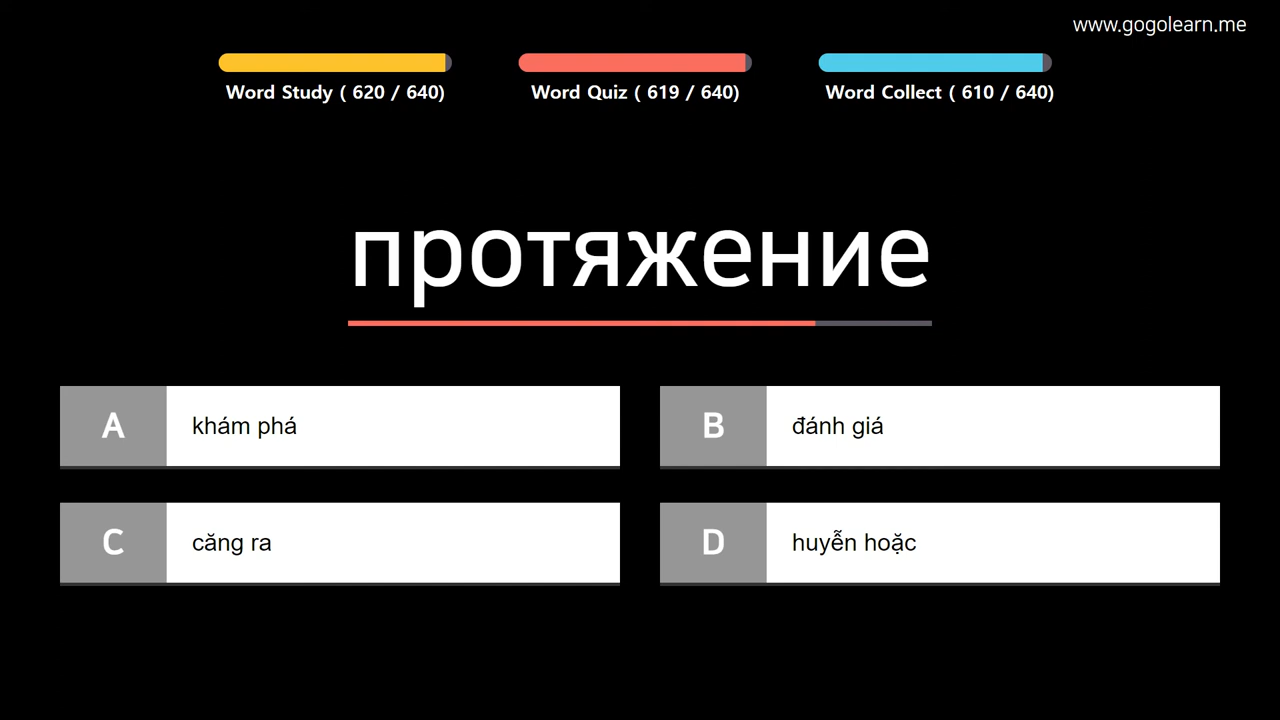 www.gogolearn.me
Word Study ( 620 / 640)
Word Quiz ( 619 / 640)
Word Collect ( 610 / 640)
протяжение
A
khám phá
B
đánh giá
C
căng ra
D
huyễn hoặc